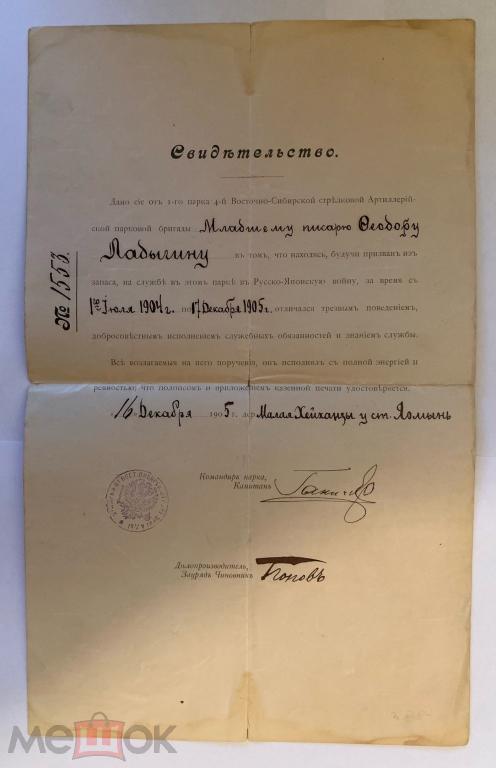 Свидѣтельство.
Дано сіе отъ 1-го парка 4-й Восточно-Сибирской стрѣлковой Артиллерій-
ской парковой бригады Младшему писарю Ѳеодору
Ладыгину въ томъ, что находясь, будучи призванъ изъ
запаса, на службѣ въ этомъ паркѣ въ Русско-Японскую войну, за время съ
1го Іюля 1904 г. по 17 Декабря 1905 г. отличался трезвымъ поведеніемъ,
добросовѣстнымъ исполненіемъ служебныхъ обязанностей и знаніемъ службы.
Всѣ возлагаемыя на него порученія, онъ исполнялъ съ полной энергіей и
ревностью, что подписомъ и приложеніемъ казенной печати удостовѣряется.
16 Декабря 1905 г. дер. Малая Хейханцзы у ст. Яомынь
№ 1553.
Командиръ парка,
Капитанъ
Дѣлопроизводитель,
Заурядъ Чиновникъ Поповъ
мешок